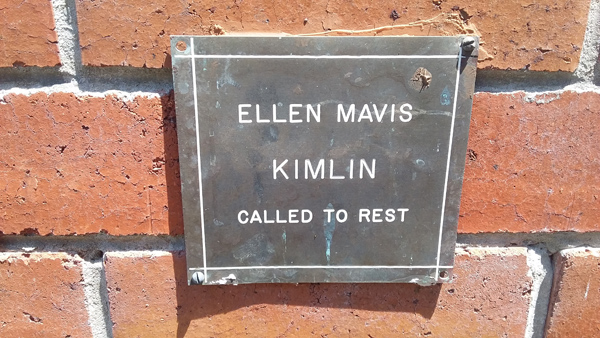 ELLEN MAVIS
KIMLIN
CALLED TO REST